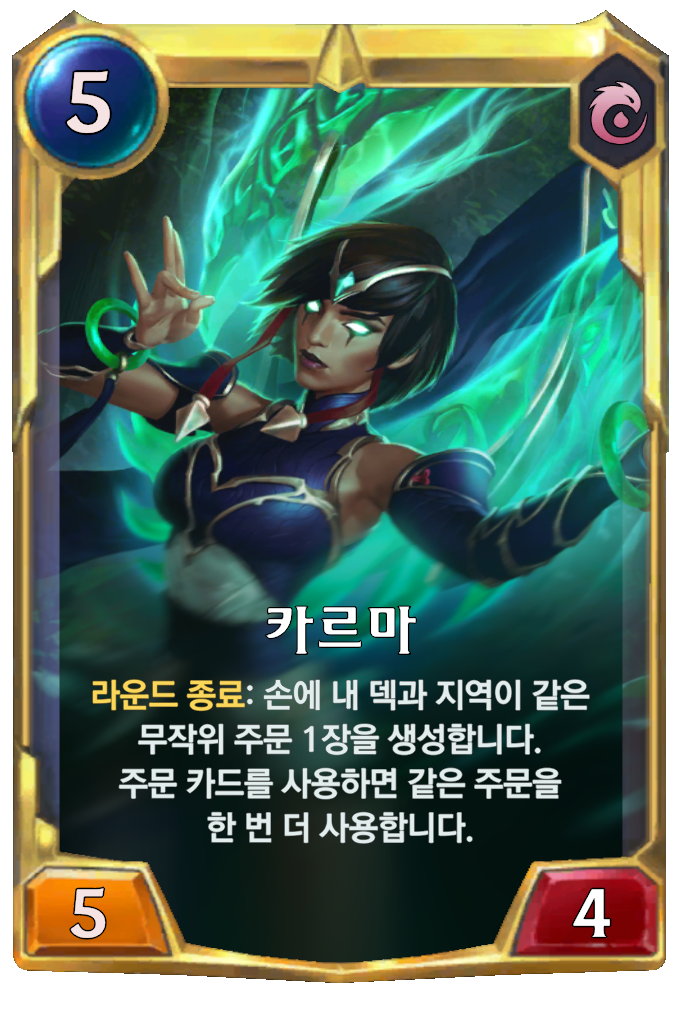 5
카르마
라운드 종료: 손에 내 덱과 지역이 같은
무작위 주문 1장을 생성합니다.
주문 카드를 사용하면 같은 주문을
한 번 더 사용합니다.
5
4